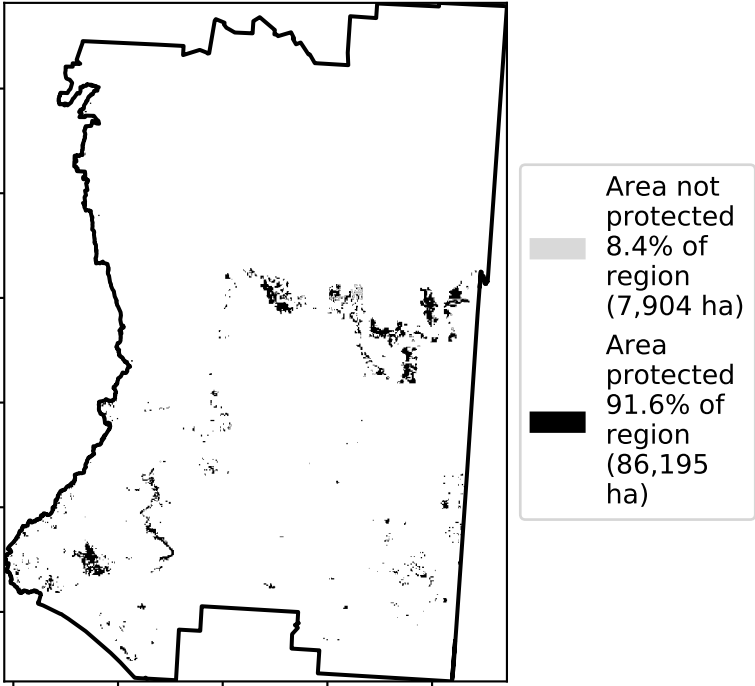 Area not
protected
8.4% of
region
(7,904 ha)
Area
protected
91.6% of
region
(86,195
ha)